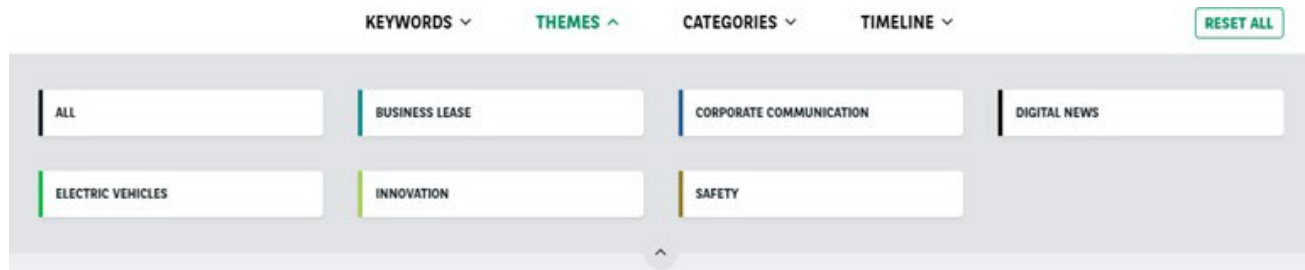 KEYWORDS THEMES CATEGORIES TIMELINE RESET ALL
ALL BUSINESS LEASE CORPORATE COMMUNICATION DIGITAL NEWS
ELECTRIC VEHICLES INNOVATION SAFETY